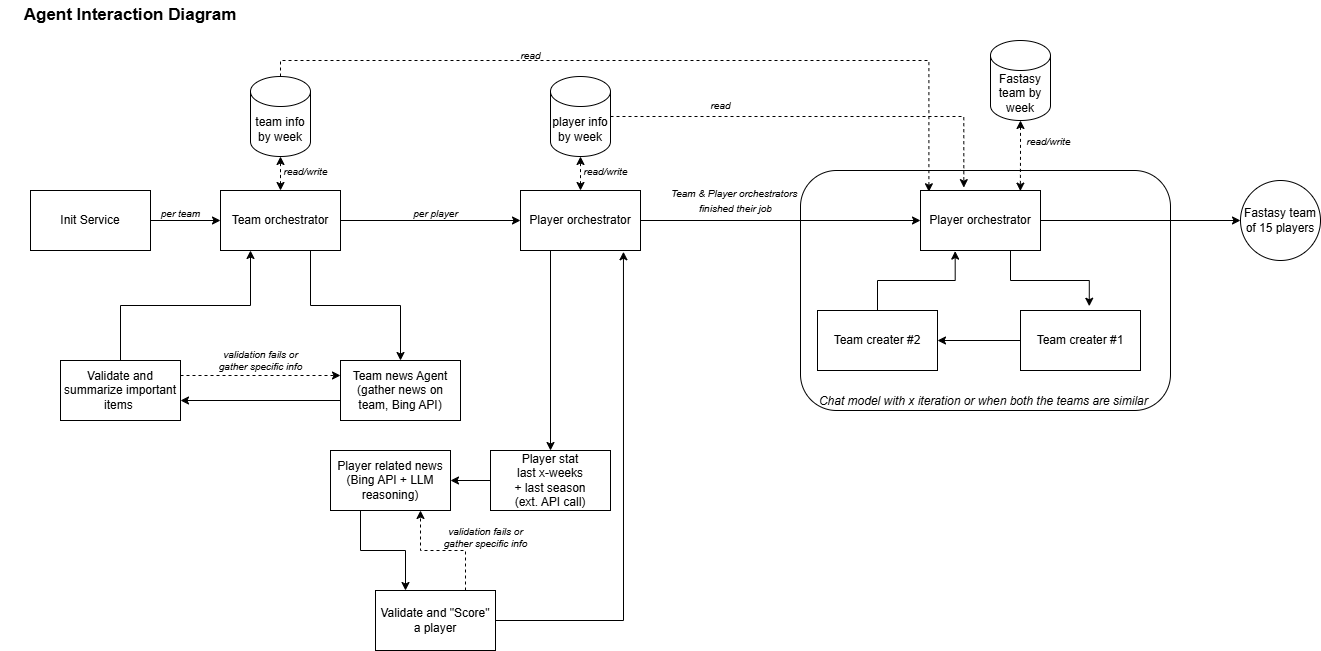 Agent Interaction Diagram
read
team info
by week
read/write
player info
by week
read/write
read
Fastasy
team by
week
read/write
Init Service
per team
Team orchestrator
per player
Player orchestrator
Team & Player orchestrators
finished their job
Player orchestrator
Fastasy team
of 15 players
Team creater #2
Team creater #1
Chat model with x iteration or when both the teams are similar
Validate and
summarize important
items
validation fails or
gather specific info
Team news Agent
(gather news on
team, Bing API)
Player related news
(Bing API + LLM
reasoning)
Player stat
last x-weeks
+ last season
(ext. API call)
validation fails or
gather specific info
Validate and "Score"
a player